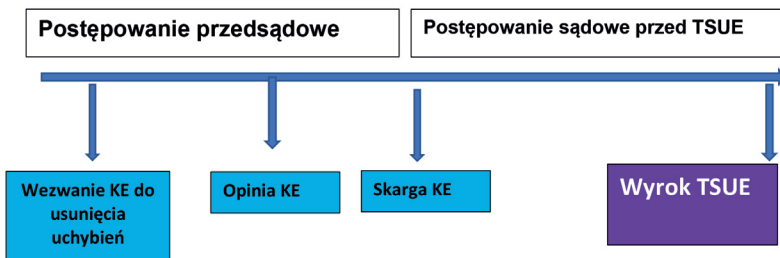 Postępowanie przedsądowe
Postępowanie sądowe przed TSUE
Wezwanie KE do
usunięcia
uchybień
Opinia KE
Skarga KE
Wyrok TSUE